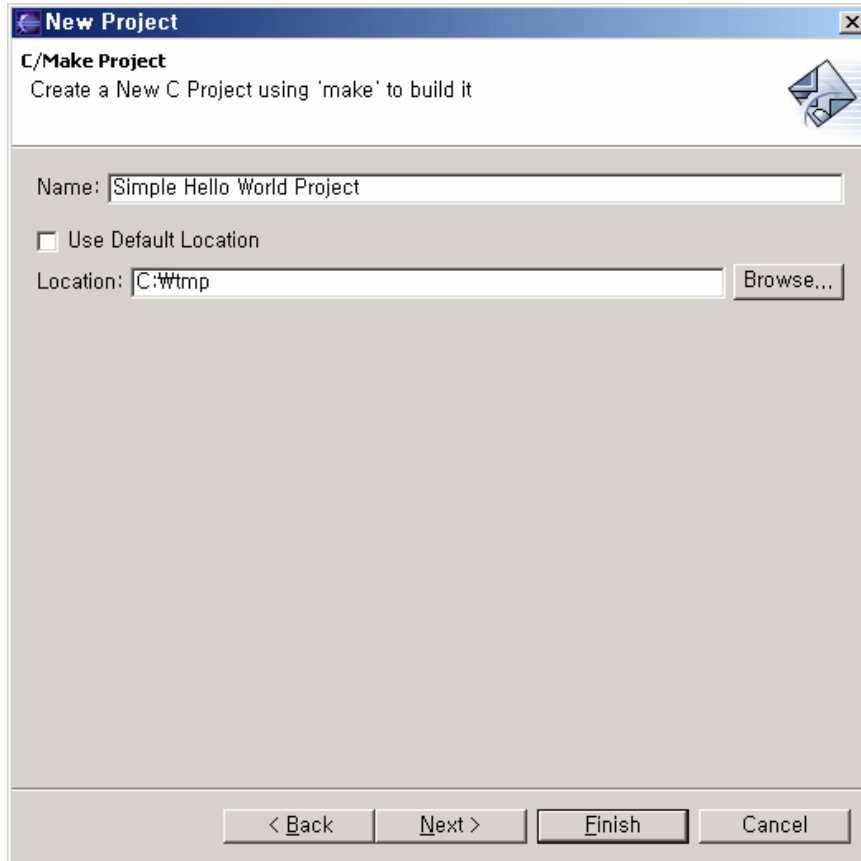 New Project
C/Make Project
Create a New C Project using 'make' to build it
Name: Simple Hello World Project
Use Default Location
Location: C:₩tmp Browse...
< Back Next > Finish Cancel